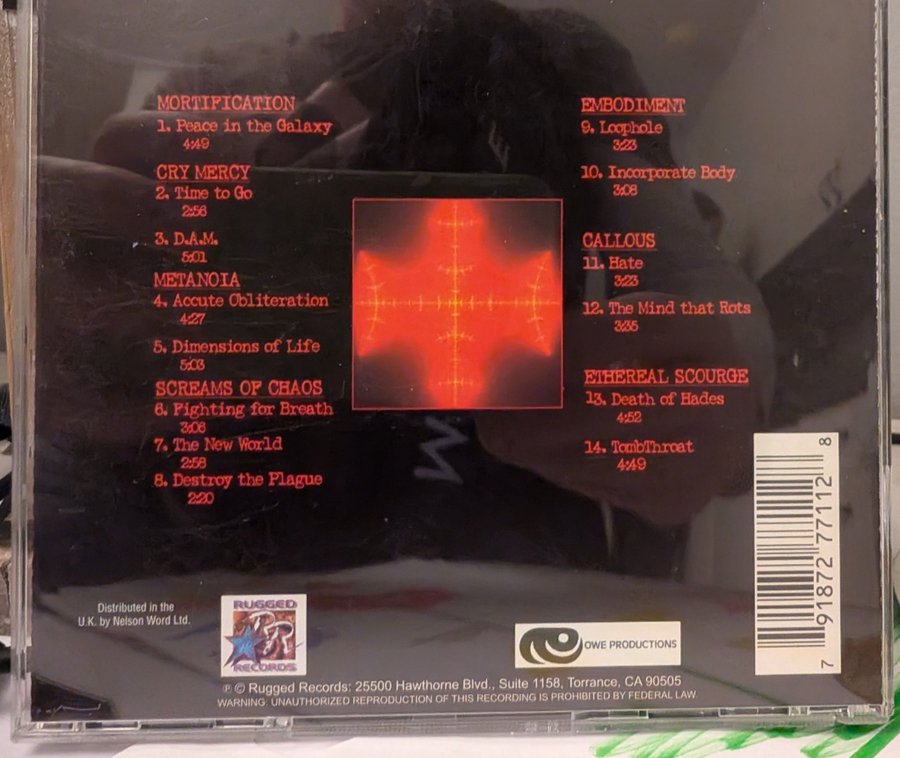 MORTIFICATION
1. Peace in the Galaxy
4:49
CRY MERCY
2. Time to Go
2:56
3. D.A.M.
5:01
METANOIA
4. Accute Obliteration
4:27
5. Dimensions of Life
5:03
SCREAMS OF CHAOS
6. Fighting for Breath
3:06
7. The New World
2:58
8. Destroy the Plague
2:20
EMBODIMENT
9. Loophole
3:23
10. Incorporate Body
3:08
CALLOUS
11. Hate
3:23
12. The Mind that Rots
3:35
ETHEREAL SCOURGE
13. Death of Hades
4:52
14. TombThroat
4:49
Distributed in the
U.K. by Nelson Word Ltd.
RUGGED
RR
RECORDS
OWE PRODUCTIONS
7 91872 77112 8
℗ © Rugged Records: 25500 Hawthorne Blvd., Suite 1158, Torrance, CA 90505
WARNING: UNAUTHORIZED REPRODUCTION OF THIS RECORDING IS PROHIBITED BY FEDERAL LAW.